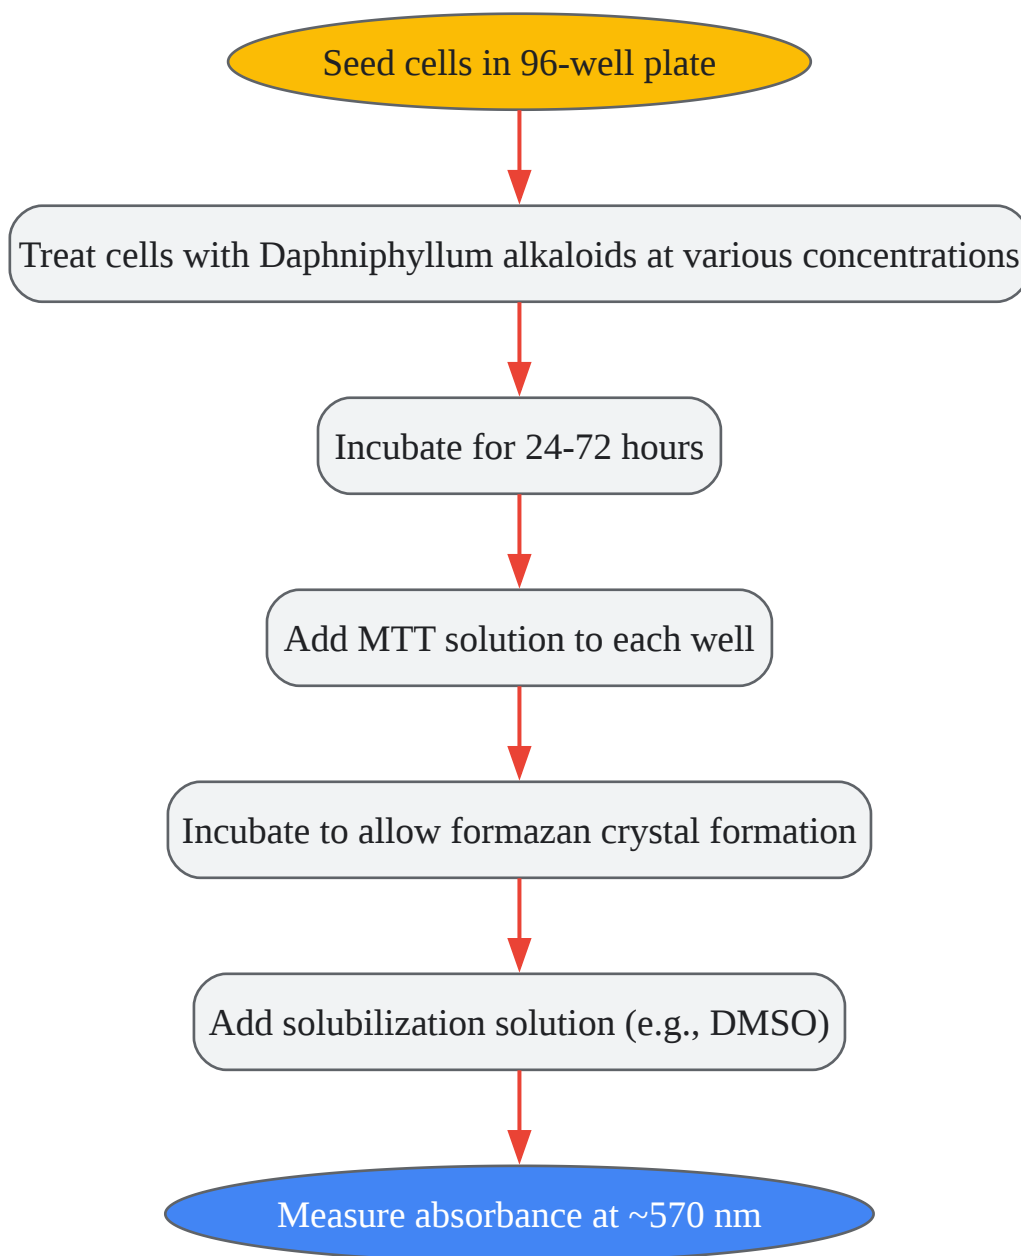 Seed cells in 96-well plate
Treat cells with Daphniphyllum alkaloids at various concentrations
Incubate for 24-72 hours
Add MTT solution to each well
Incubate to allow formazan crystal formation
Add solubilization solution (e.g., DMSO)
Measure absorbance at ~570 nm